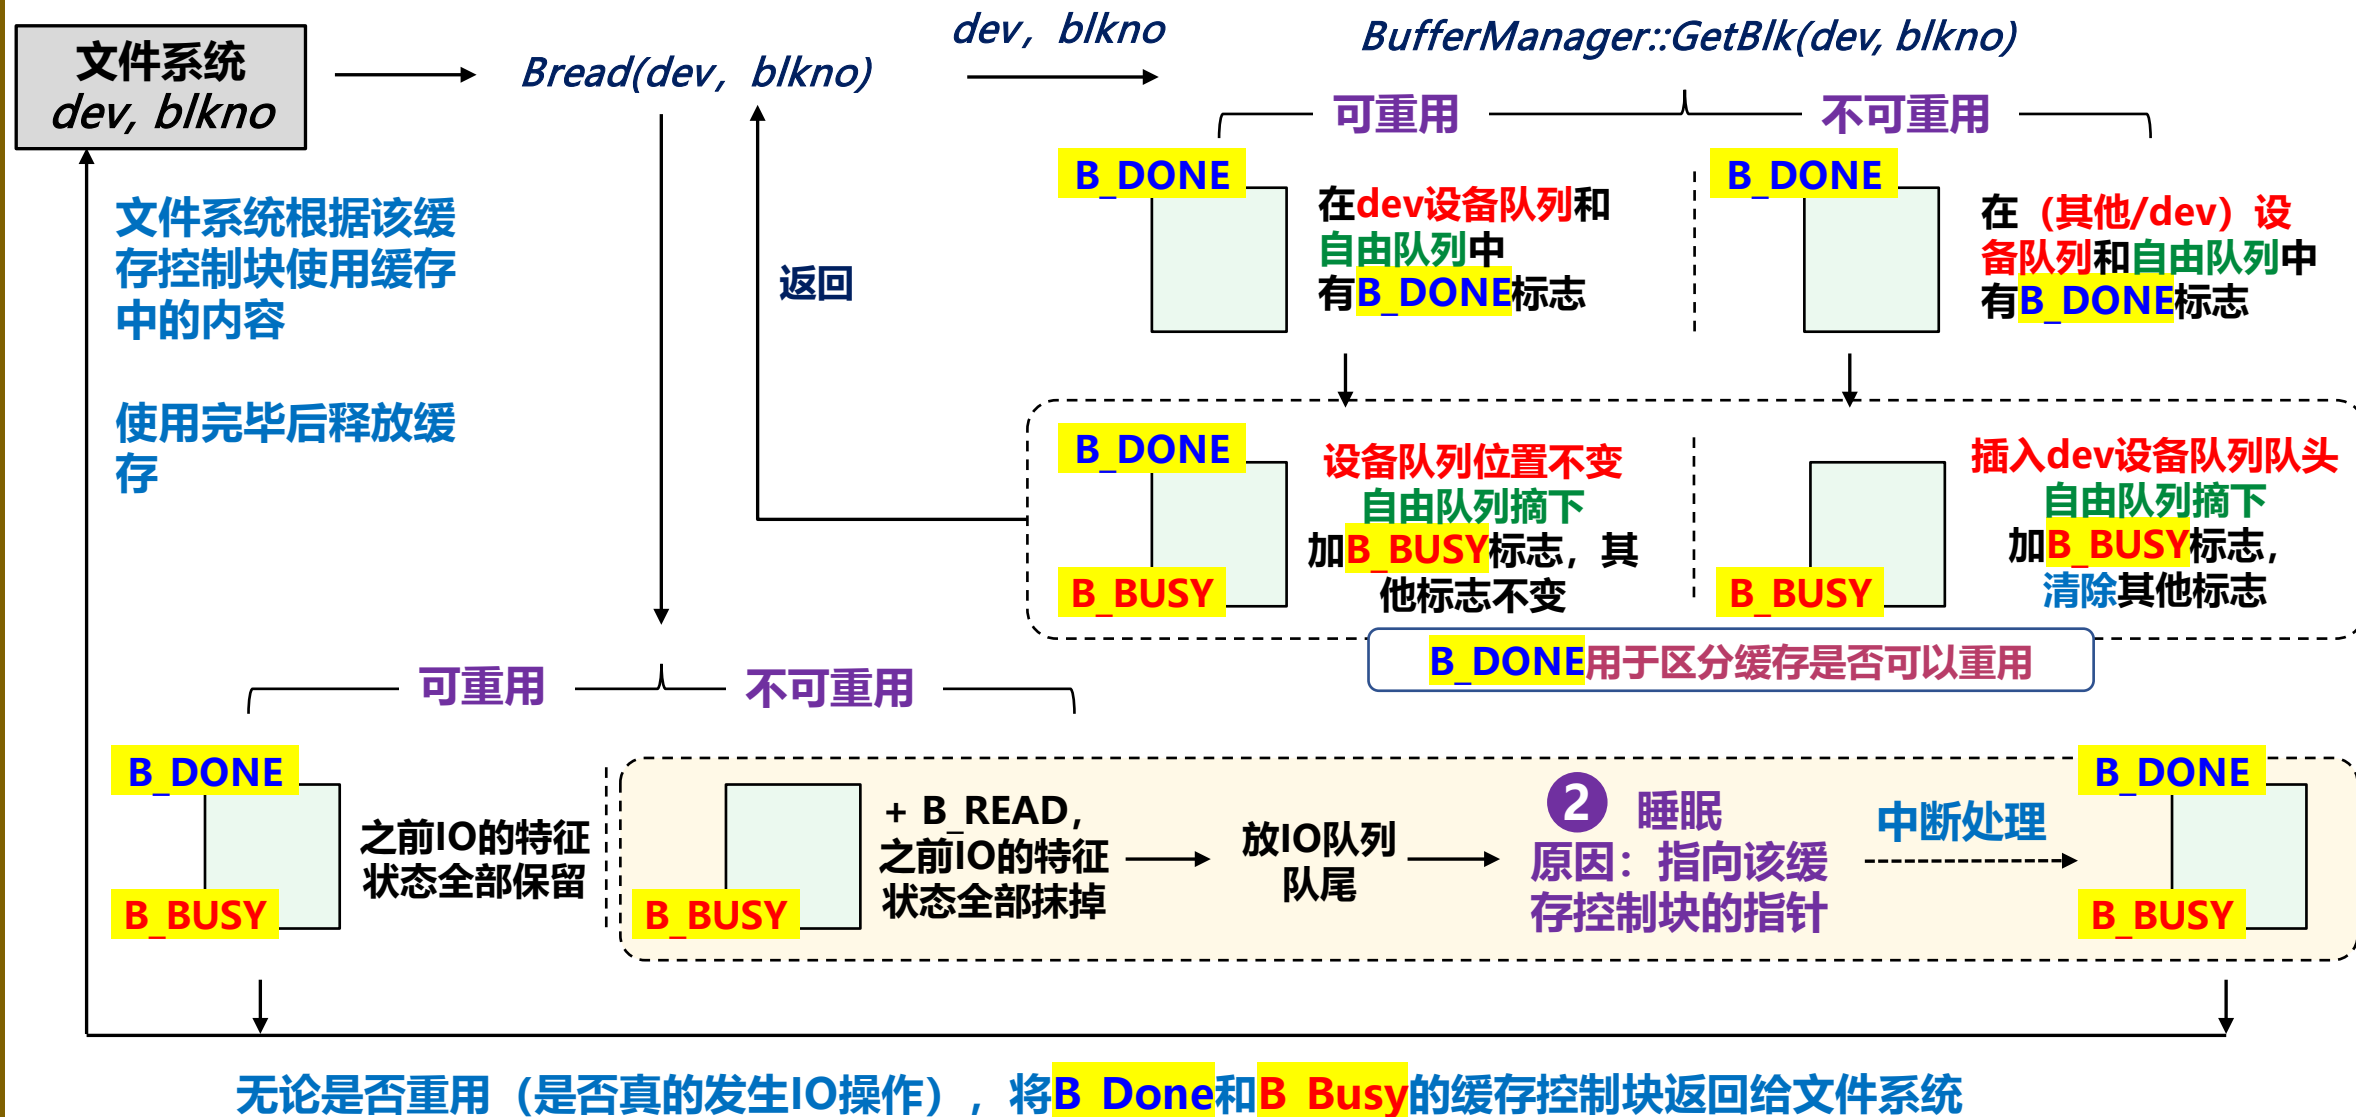 文件系统
dev, blkno
Bread(dev, blkno)
dev, blkno
BufferManager::GetBlk(dev, blkno)
可重用
不可重用
B_DONE
在dev设备队列和
自由队列中
有B_DONE标志
B_DONE
在（其他/dev）设
备队列和自由队列中
有B_DONE标志
文件系统根据该缓
存控制块使用缓存
中的内容
使用完毕后释放缓
存
返回
B_DONE
B_BUSY
设备队列位置不变
自由队列摘下
加B_BUSY标志，其
他标志不变
B_BUSY
插入dev设备队列队头
自由队列摘下
加B_BUSY标志，
清除其他标志
B_DONE用于区分缓存是否可以重用
可重用
不可重用
B_DONE
B_BUSY
之前IO的特征
状态全部保留
B_BUSY
+ B_READ，
之前IO的特征
状态全部抹掉
放IO队列
队尾
2 睡眠
原因：指向该缓
存控制块的指针
中断处理
B_DONE
B_BUSY
无论是否重用（是否真的发生IO操作），将B_Done和B_Busy的缓存控制块返回给文件系统